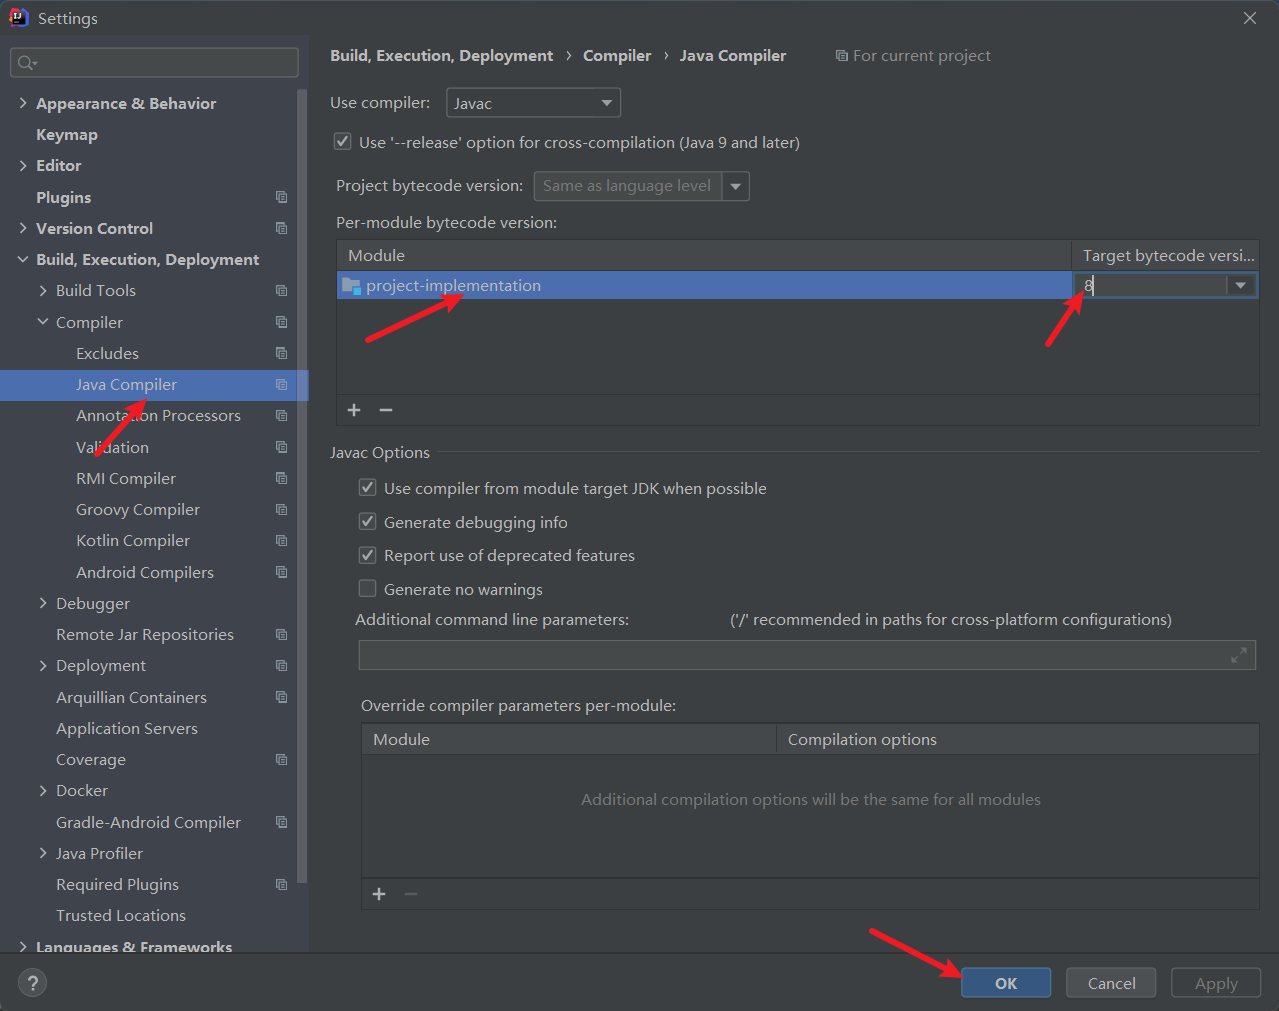 Settings
Build, Execution, Deployment › Compiler › Java Compiler For current project
Appearance & Behavior
Keymap
Editor
Plugins
Version Control
Build, Execution, Deployment
Build Tools
Compiler
Excludes
Java Compiler
Annotation Processors
Validation
RMI Compiler
Groovy Compiler
Kotlin Compiler
Android Compilers
Debugger
Remote Jar Repositories
Deployment
Arquillian Containers
Application Servers
Coverage
Docker
Gradle-Android Compiler
Java Profiler
Required Plugins
Trusted Locations
Languages & Frameworks
Use compiler: Javac
Use '--release' option for cross-compilation (Java 9 and later)
Project bytecode version: Same as language level
Per-module bytecode version:
Module Target bytecode versi...
project-implementation 8
Javac Options
Use compiler from module target JDK when possible
Generate debugging info
Report use of deprecated features
Generate no warnings
Additional command line parameters: ('/' recommended in paths for cross-platform configurations)
Override compiler parameters per-module:
Module Compilation options
Additional compilation options will be the same for all modules
? OK Cancel Apply